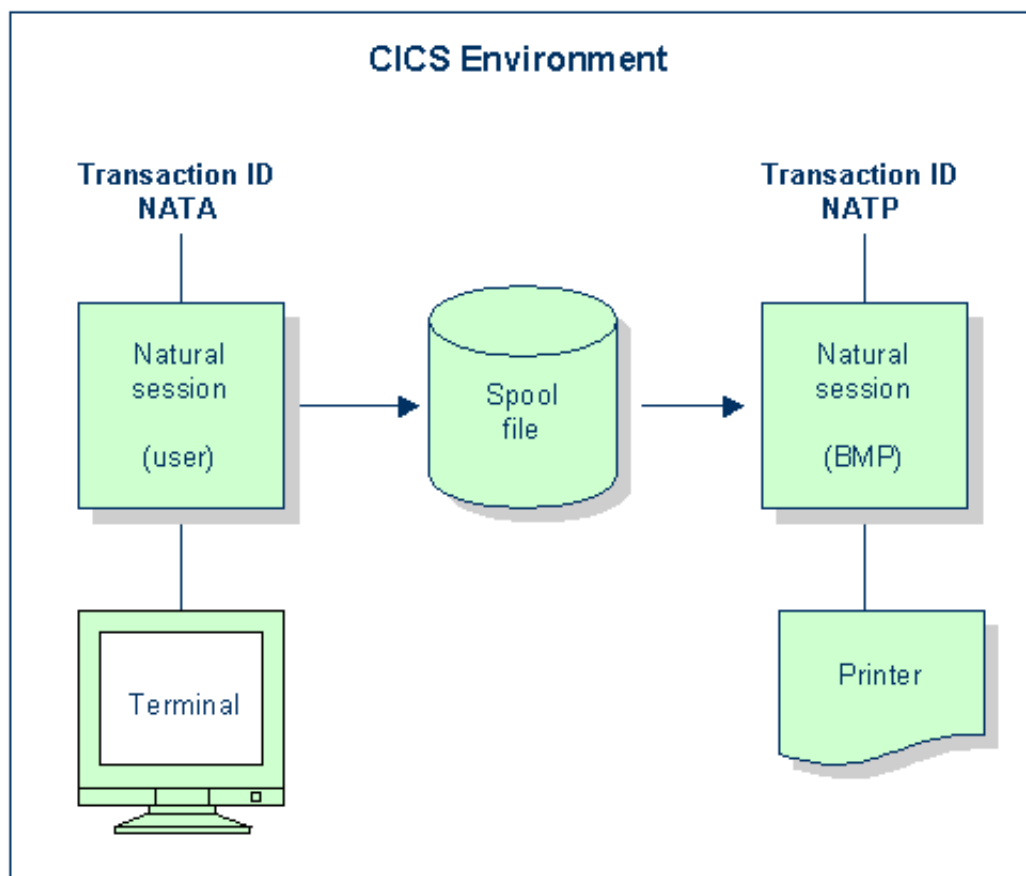 CICS Environment
Transaction ID
NATA
Transaction ID
NATP
Natural
session
(user)
Spool
file
Natural
session
(BMP)
Terminal
Printer